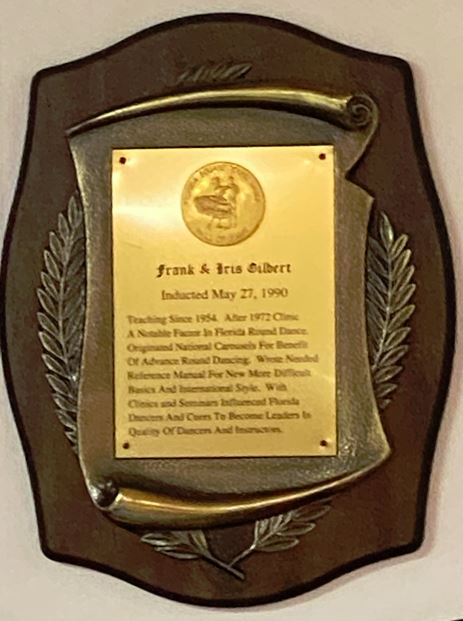 Frank & Iris Gilbert
Inducted May 27, 1990
Teaching Since 1954. After 1972 Clinic
A Notable Factor In Florida Round Dance.
Originated National Carousels For Benefit
Of Advance Round Dancing. Wrote Needed
Reference Manual For New More Difficult
Basics And International Style. With
Clinics and Seminars Influenced Florida
Dancers And Cuers To Become Leaders In
Quality Of Dancers And Instructors.